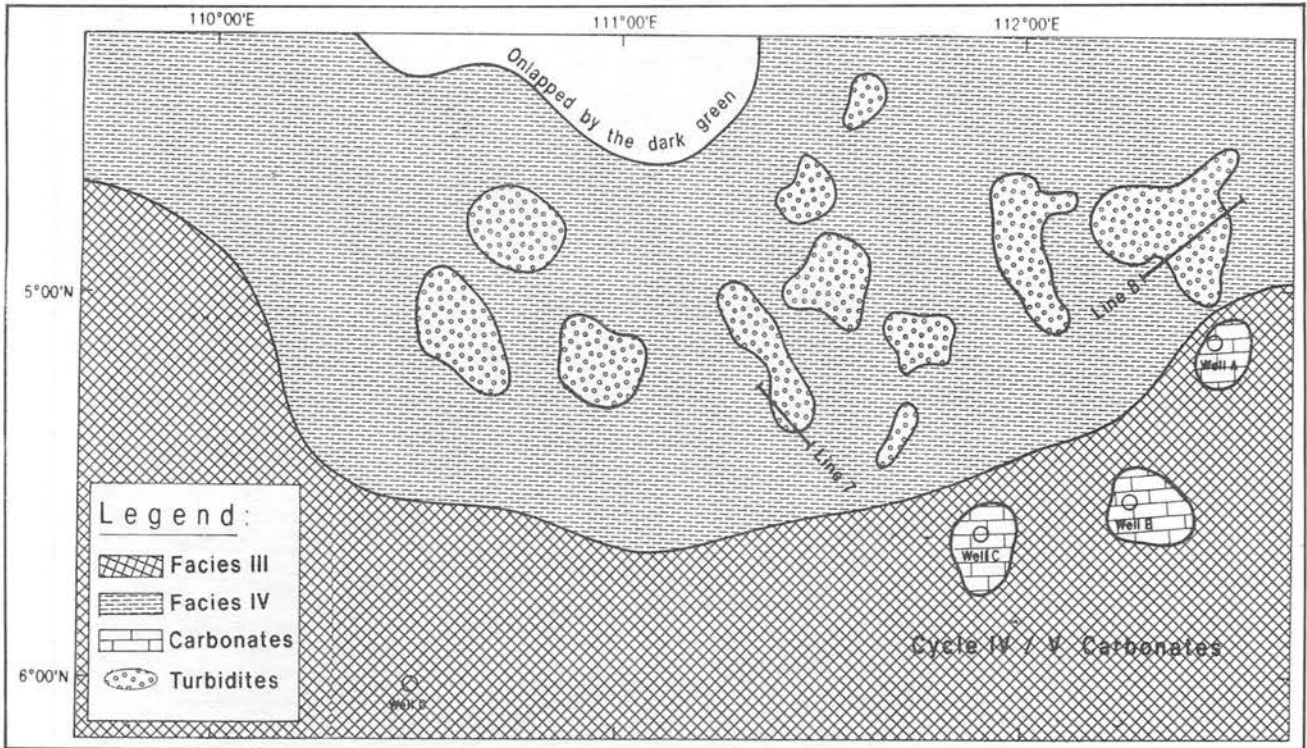 110°00'E
111°00'E
112°00'E
Onlapped by the dark green
5°00'N
Line 8
Well A
Line 7
Legend:
Well B
Well C
Facies III
Facies IV
Carbonates
Cycle IV / V Carbonates
Turbidites
6°00'N
Well D